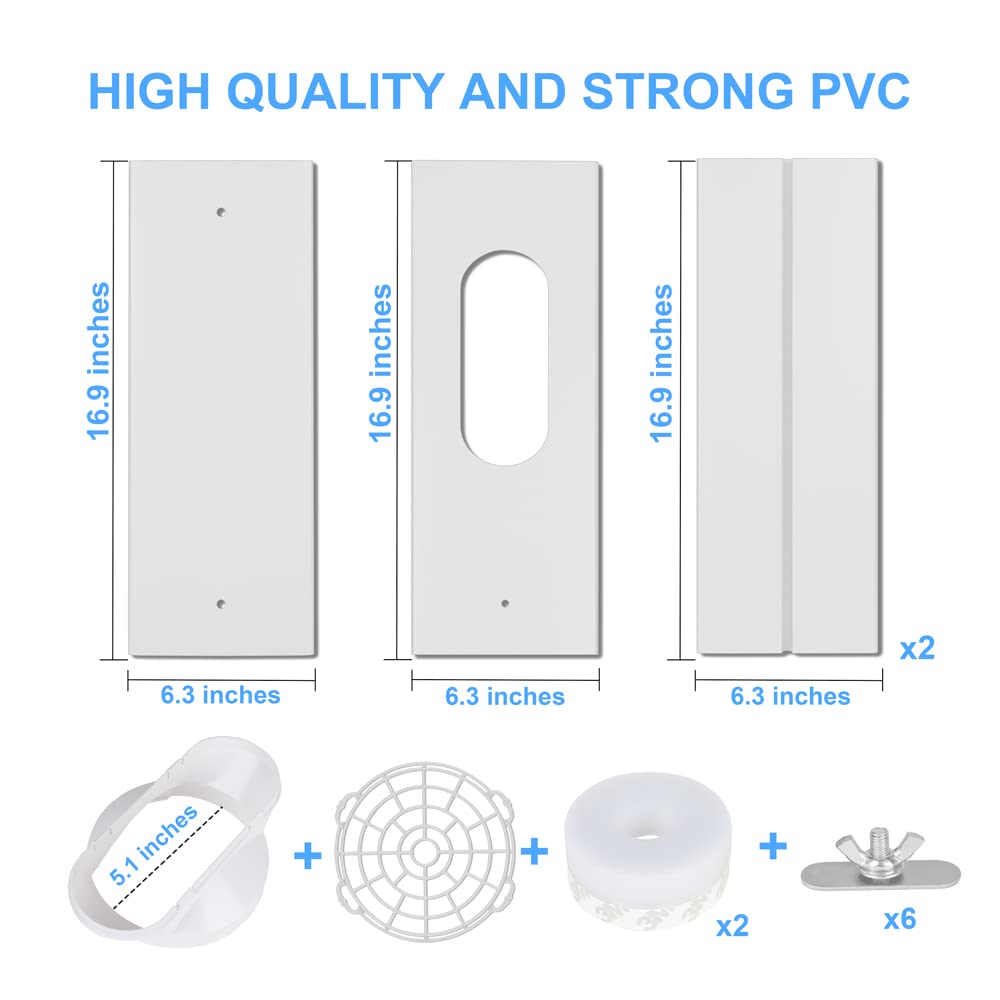 HIGH QUALITY AND STRONG PVC
16.9 inches
16.9 inches
16.9 inches
x2
6.3 inches
6.3 inches
6.3 inches
5.1 inches
+
+
+
x2
x6